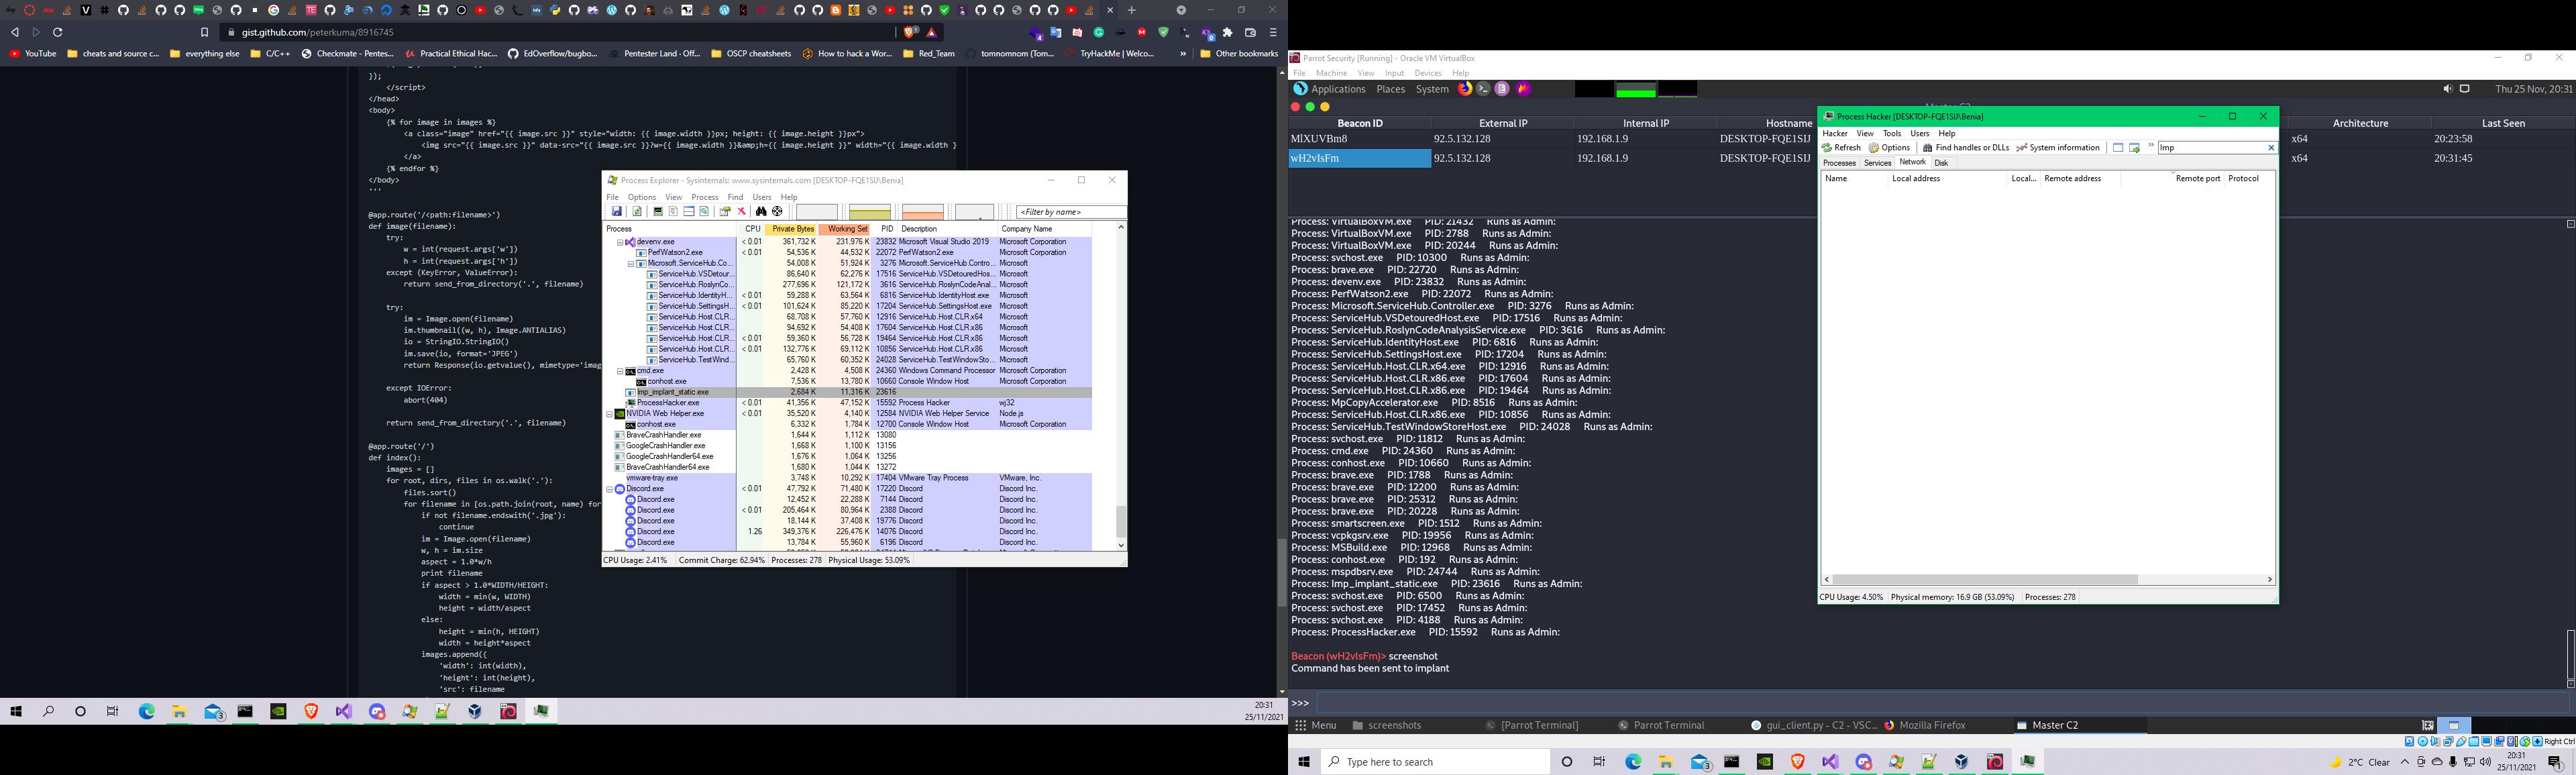 gist.github.com/peterkuma/8916745
YouTube
cheats and source c...
everything else
C/C++
Checkmate - Pentes...
Practical Ethical Hac...
EdOverflow/bugbo...
Pentester Land - Off...
OSCP cheatsheets
How to hack a Wor...
Red_Team
tomnomnom (Tom...
TryHackMe | Welco...
»
Other bookmarks
});
</script>
</head>
<body>
{% for image in images %}
<a class="image" href="{{ image.src }}" style="width: {{ image.width }}px; height: {{ image.height }}px">
<img src="{{ image.src }}" data-src="{{ image.src }}?w={{ image.width }}&amp;h={{ image.height }}" width="{{ image.width }
</a>
{% endfor %}
</body>
'''
@app.route('/<path:filename>')
def image(filename):
try:
w = int(request.args['w'])
h = int(request.args['h'])
except (KeyError, ValueError):
return send_from_directory('.', filename)
try:
im = Image.open(filename)
im.thumbnail((w, h), Image.ANTIALIAS)
io = StringIO.StringIO()
im.save(io, format='JPEG')
return Response(io.getvalue(), mimetype='imag
except IOError:
abort(404)
return send_from_directory('.', filename)
@app.route('/')
def index():
images = []
for root, dirs, files in os.walk('.'):
files.sort()
for filename in [os.path.join(root, name) for
if not filename.endswith('.jpg'):
continue
im = Image.open(filename)
w, h = im.size
aspect = 1.0*w/h
print filename
if aspect > 1.0*WIDTH/HEIGHT:
width = min(w, WIDTH)
height = width/aspect
else:
height = min(h, HEIGHT)
width = height*aspect
images.append({
'width': int(width),
'height': int(height),
'src': filename
Process Explorer - Sysinternals: www.sysinternals.com [DESKTOP-FQE1SIJ\Benia]
File Options View Process Find Users Help
<Filter by name>
Process CPU Private Bytes Working Set PID Description Company Name
devenv.exe < 0.01 361,732 K 231,976 K 23832 Microsoft Visual Studio 2019 Microsoft Corporation
PerfWatson2.exe < 0.01 54,536 K 44,532 K 22072 PerfWatson2.exe Microsoft Corporation
Microsoft.ServiceHub.Co... 54,008 K 51,924 K 3276 Microsoft.ServiceHub.Contro... Microsoft
ServiceHub.VSDetour... 86,640 K 62,276 K 17516 ServiceHub.VSDetouredHos... Microsoft
ServiceHub.RoslynCo... 277,696 K 121,172 K 3616 ServiceHub.RoslynCodeAnal... Microsoft
ServiceHub.IdentityH... < 0.01 59,288 K 63,564 K 6816 ServiceHub.IdentityHost.exe Microsoft
ServiceHub.SettingsH... < 0.01 101,624 K 85,220 K 17204 ServiceHub.SettingsHost.exe Microsoft
ServiceHub.Host.CLR... 68,708 K 57,760 K 12916 ServiceHub.Host.CLR.x64 Microsoft
ServiceHub.Host.CLR... 94,692 K 54,408 K 17604 ServiceHub.Host.CLR.x86 Microsoft
ServiceHub.Host.CLR... < 0.01 59,360 K 56,728 K 19464 ServiceHub.Host.CLR.x86 Microsoft
ServiceHub.Host.CLR... < 0.01 132,776 K 69,112 K 10856 ServiceHub.Host.CLR.x86 Microsoft
ServiceHub.TestWind... 65,760 K 60,352 K 24028 ServiceHub.TestWindowSto... Microsoft
cmd.exe 2,428 K 4,508 K 24360 Windows Command Processor Microsoft Corporation
conhost.exe 7,536 K 13,780 K 10660 Console Window Host Microsoft Corporation
Imp_implant_static.exe 2,684 K 11,316 K 23616
ProcessHacker.exe < 0.01 41,356 K 47,152 K 15592 Process Hacker wj32
NVIDIA Web Helper.exe < 0.01 35,520 K 4,140 K 12584 NVIDIA Web Helper Service Node.js
conhost.exe 6,332 K 1,784 K 12700 Console Window Host Microsoft Corporation
BraveCrashHandler.exe 1,644 K 1,112 K 13080
GoogleCrashHandler.exe 1,668 K 1,100 K 13156
GoogleCrashHandler64.exe 1,676 K 1,064 K 13256
BraveCrashHandler64.exe 1,680 K 1,044 K 13272
vmware-tray.exe 3,748 K 10,292 K 17404 VMware Tray Process VMware, Inc.
Discord.exe < 0.01 47,792 K 71,480 K 17220 Discord Discord Inc.
Discord.exe 12,452 K 22,288 K 7144 Discord Discord Inc.
Discord.exe < 0.01 205,464 K 80,964 K 2388 Discord Discord Inc.
Discord.exe 18,144 K 37,408 K 19776 Discord Discord Inc.
Discord.exe 1.26 349,376 K 226,476 K 14076 Discord Discord Inc.
Discord.exe 13,784 K 55,960 K 6196 Discord Discord Inc.
CPU Usage: 2.41% Commit Charge: 62.94% Processes: 278 Physical Usage: 53.09%
20:31
25/11/2021
Parrot Security [Running] - Oracle VM VirtualBox
File Machine View Input Devices Help
Applications Places System
Thu 25 Nov, 20:31
Beacon ID External IP Internal IP Hostname Architecture Last Seen
MlXUVBm8 92.5.132.128 192.168.1.9 DESKTOP-FQE1SIJ x64 20:23:58
wH2vIsFm 92.5.132.128 192.168.1.9 DESKTOP-FQE1SIJ x64 20:31:45
Process: VirtualBoxVM.exe PID: 21432 Runs as Admin:
Process: VirtualBoxVM.exe PID: 2788 Runs as Admin:
Process: VirtualBoxVM.exe PID: 20244 Runs as Admin:
Process: svchost.exe PID: 10300 Runs as Admin:
Process: brave.exe PID: 22720 Runs as Admin:
Process: devenv.exe PID: 23832 Runs as Admin:
Process: PerfWatson2.exe PID: 22072 Runs as Admin:
Process: Microsoft.ServiceHub.Controller.exe PID: 3276 Runs as Admin:
Process: ServiceHub.VSDetouredHost.exe PID: 17516 Runs as Admin:
Process: ServiceHub.RoslynCodeAnalysisService.exe PID: 3616 Runs as Admin:
Process: ServiceHub.IdentityHost.exe PID: 6816 Runs as Admin:
Process: ServiceHub.SettingsHost.exe PID: 17204 Runs as Admin:
Process: ServiceHub.Host.CLR.x64.exe PID: 12916 Runs as Admin:
Process: ServiceHub.Host.CLR.x86.exe PID: 17604 Runs as Admin:
Process: ServiceHub.Host.CLR.x86.exe PID: 19464 Runs as Admin:
Process: MpCopyAccelerator.exe PID: 8516 Runs as Admin:
Process: ServiceHub.Host.CLR.x86.exe PID: 10856 Runs as Admin:
Process: ServiceHub.TestWindowStoreHost.exe PID: 24028 Runs as Admin:
Process: svchost.exe PID: 11812 Runs as Admin:
Process: cmd.exe PID: 24360 Runs as Admin:
Process: conhost.exe PID: 10660 Runs as Admin:
Process: brave.exe PID: 1788 Runs as Admin:
Process: brave.exe PID: 12200 Runs as Admin:
Process: brave.exe PID: 25312 Runs as Admin:
Process: brave.exe PID: 20228 Runs as Admin:
Process: smartscreen.exe PID: 1512 Runs as Admin:
Process: vcpkgsrv.exe PID: 19956 Runs as Admin:
Process: MSBuild.exe PID: 12968 Runs as Admin:
Process: conhost.exe PID: 192 Runs as Admin:
Process: mspdbsrv.exe PID: 24744 Runs as Admin:
Process: Imp_implant_static.exe PID: 23616 Runs as Admin:
Process: svchost.exe PID: 6500 Runs as Admin:
Process: svchost.exe PID: 17452 Runs as Admin:
Process: svchost.exe PID: 4188 Runs as Admin:
Process: ProcessHacker.exe PID: 15592 Runs as Admin:
Beacon (wH2vIsFm)> screenshot
Command has been sent to implant
>>>
Process Hacker [DESKTOP-FQE1SIJ\Benia]
Hacker View Tools Users Help
Refresh Options Find handles or DLLs System information » Imp
Processes Services Network Disk
Name Local address Local... Remote address Remote port Protocol
CPU Usage: 4.50% Physical memory: 16.9 GB (53.09%) Processes: 278
Menu screenshots [Parrot Terminal] Parrot Terminal gui_client.py - C2 - VSC... Mozilla Firefox Master C2
Right Ctrl
Type here to search
2°C Clear
20:31
25/11/2021